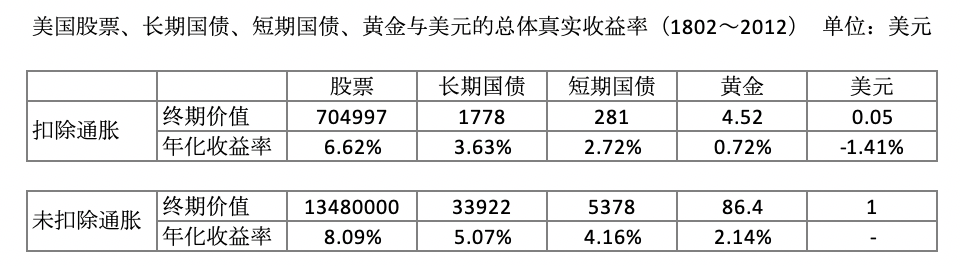 美国股票、长期国债、短期国债、黄金与美元的总体真实收益率（1802～2012） 单位：美元
股票 长期国债 短期国债 黄金 美元
扣除通胀 终期价值 704997 1778 281 4.52 0.05
年化收益率 6.62% 3.63% 2.72% 0.72% -1.41%
未扣除通胀 终期价值 13480000 33922 5378 86.4 1
年化收益率 8.09% 5.07% 4.16% 2.14% -